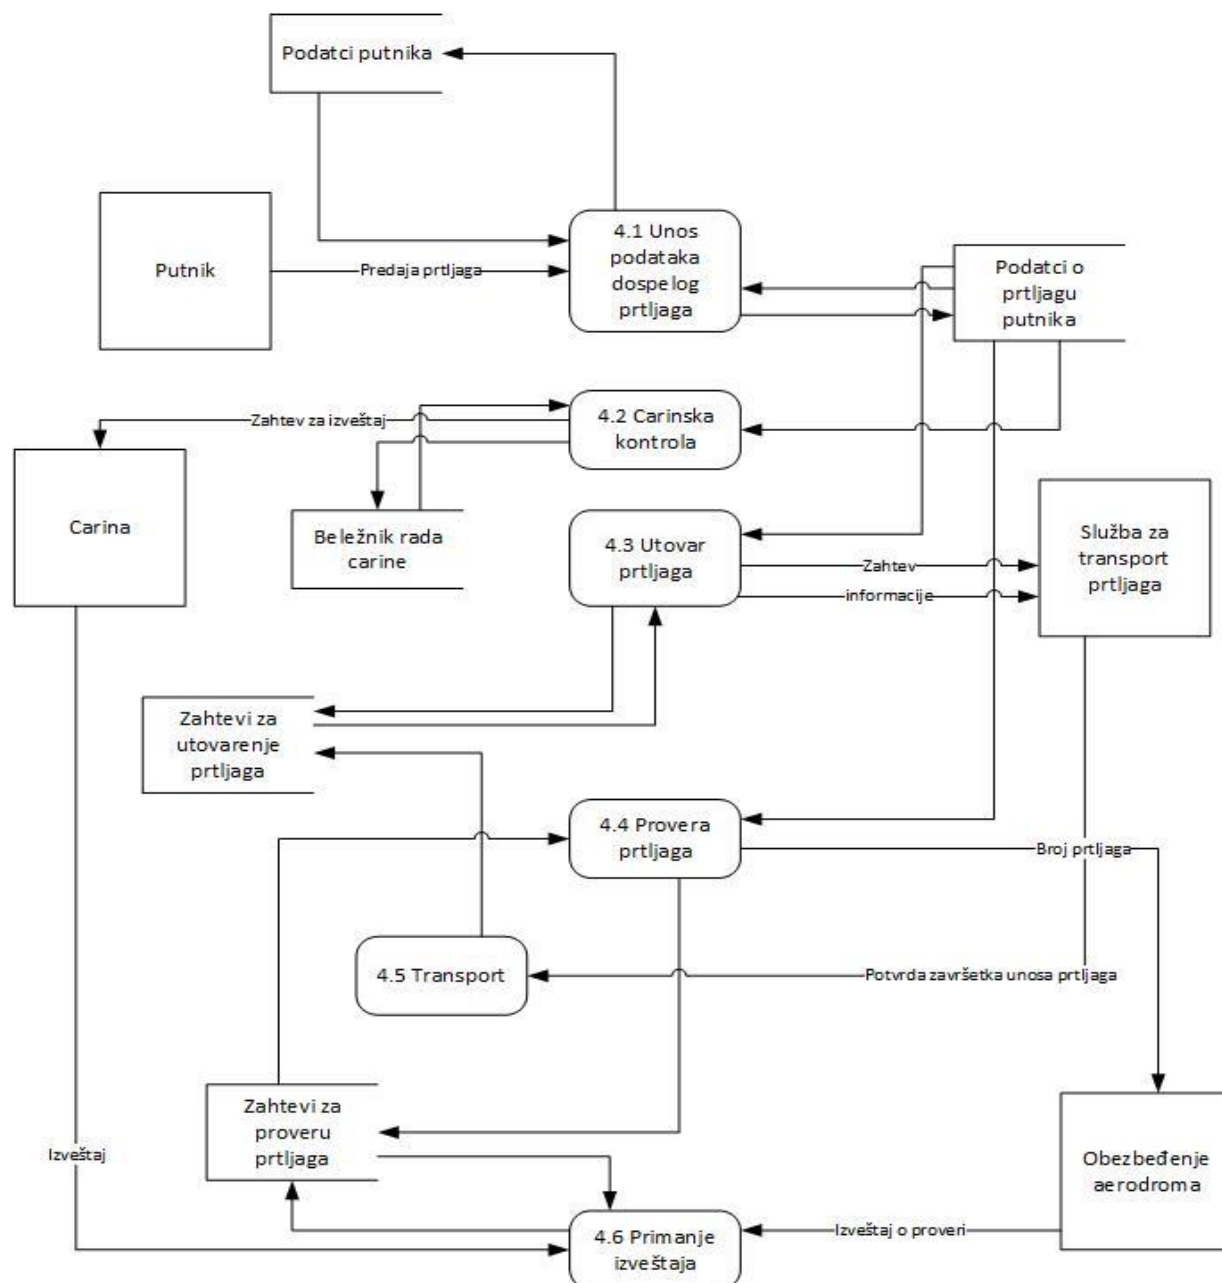 Podatci putnika
Putnik
Predaja prtljaga
4.1 Unos
podataka
dospelog
prtljaga
Podatci o
prtljagu
putnika
Zahtev za izveštaj
4.2 Carinska
kontrola
Carina
Beležnik rada
carine
4.3 Utovar
prtljaga
Zahtev
informacije
Služba za
transport
prtljaga
Zahtevi za
utovarenje
prtljaga
4.4 Provera
prtljaga
Broj prtljaga
4.5 Transport
Potvrda završetka unosa prtljaga
Zahtevi za
proveru
prtljaga
Izveštaj
Obezbeđenje
aerodroma
4.6 Primanje
izveštaja
Izveštaj o proveri